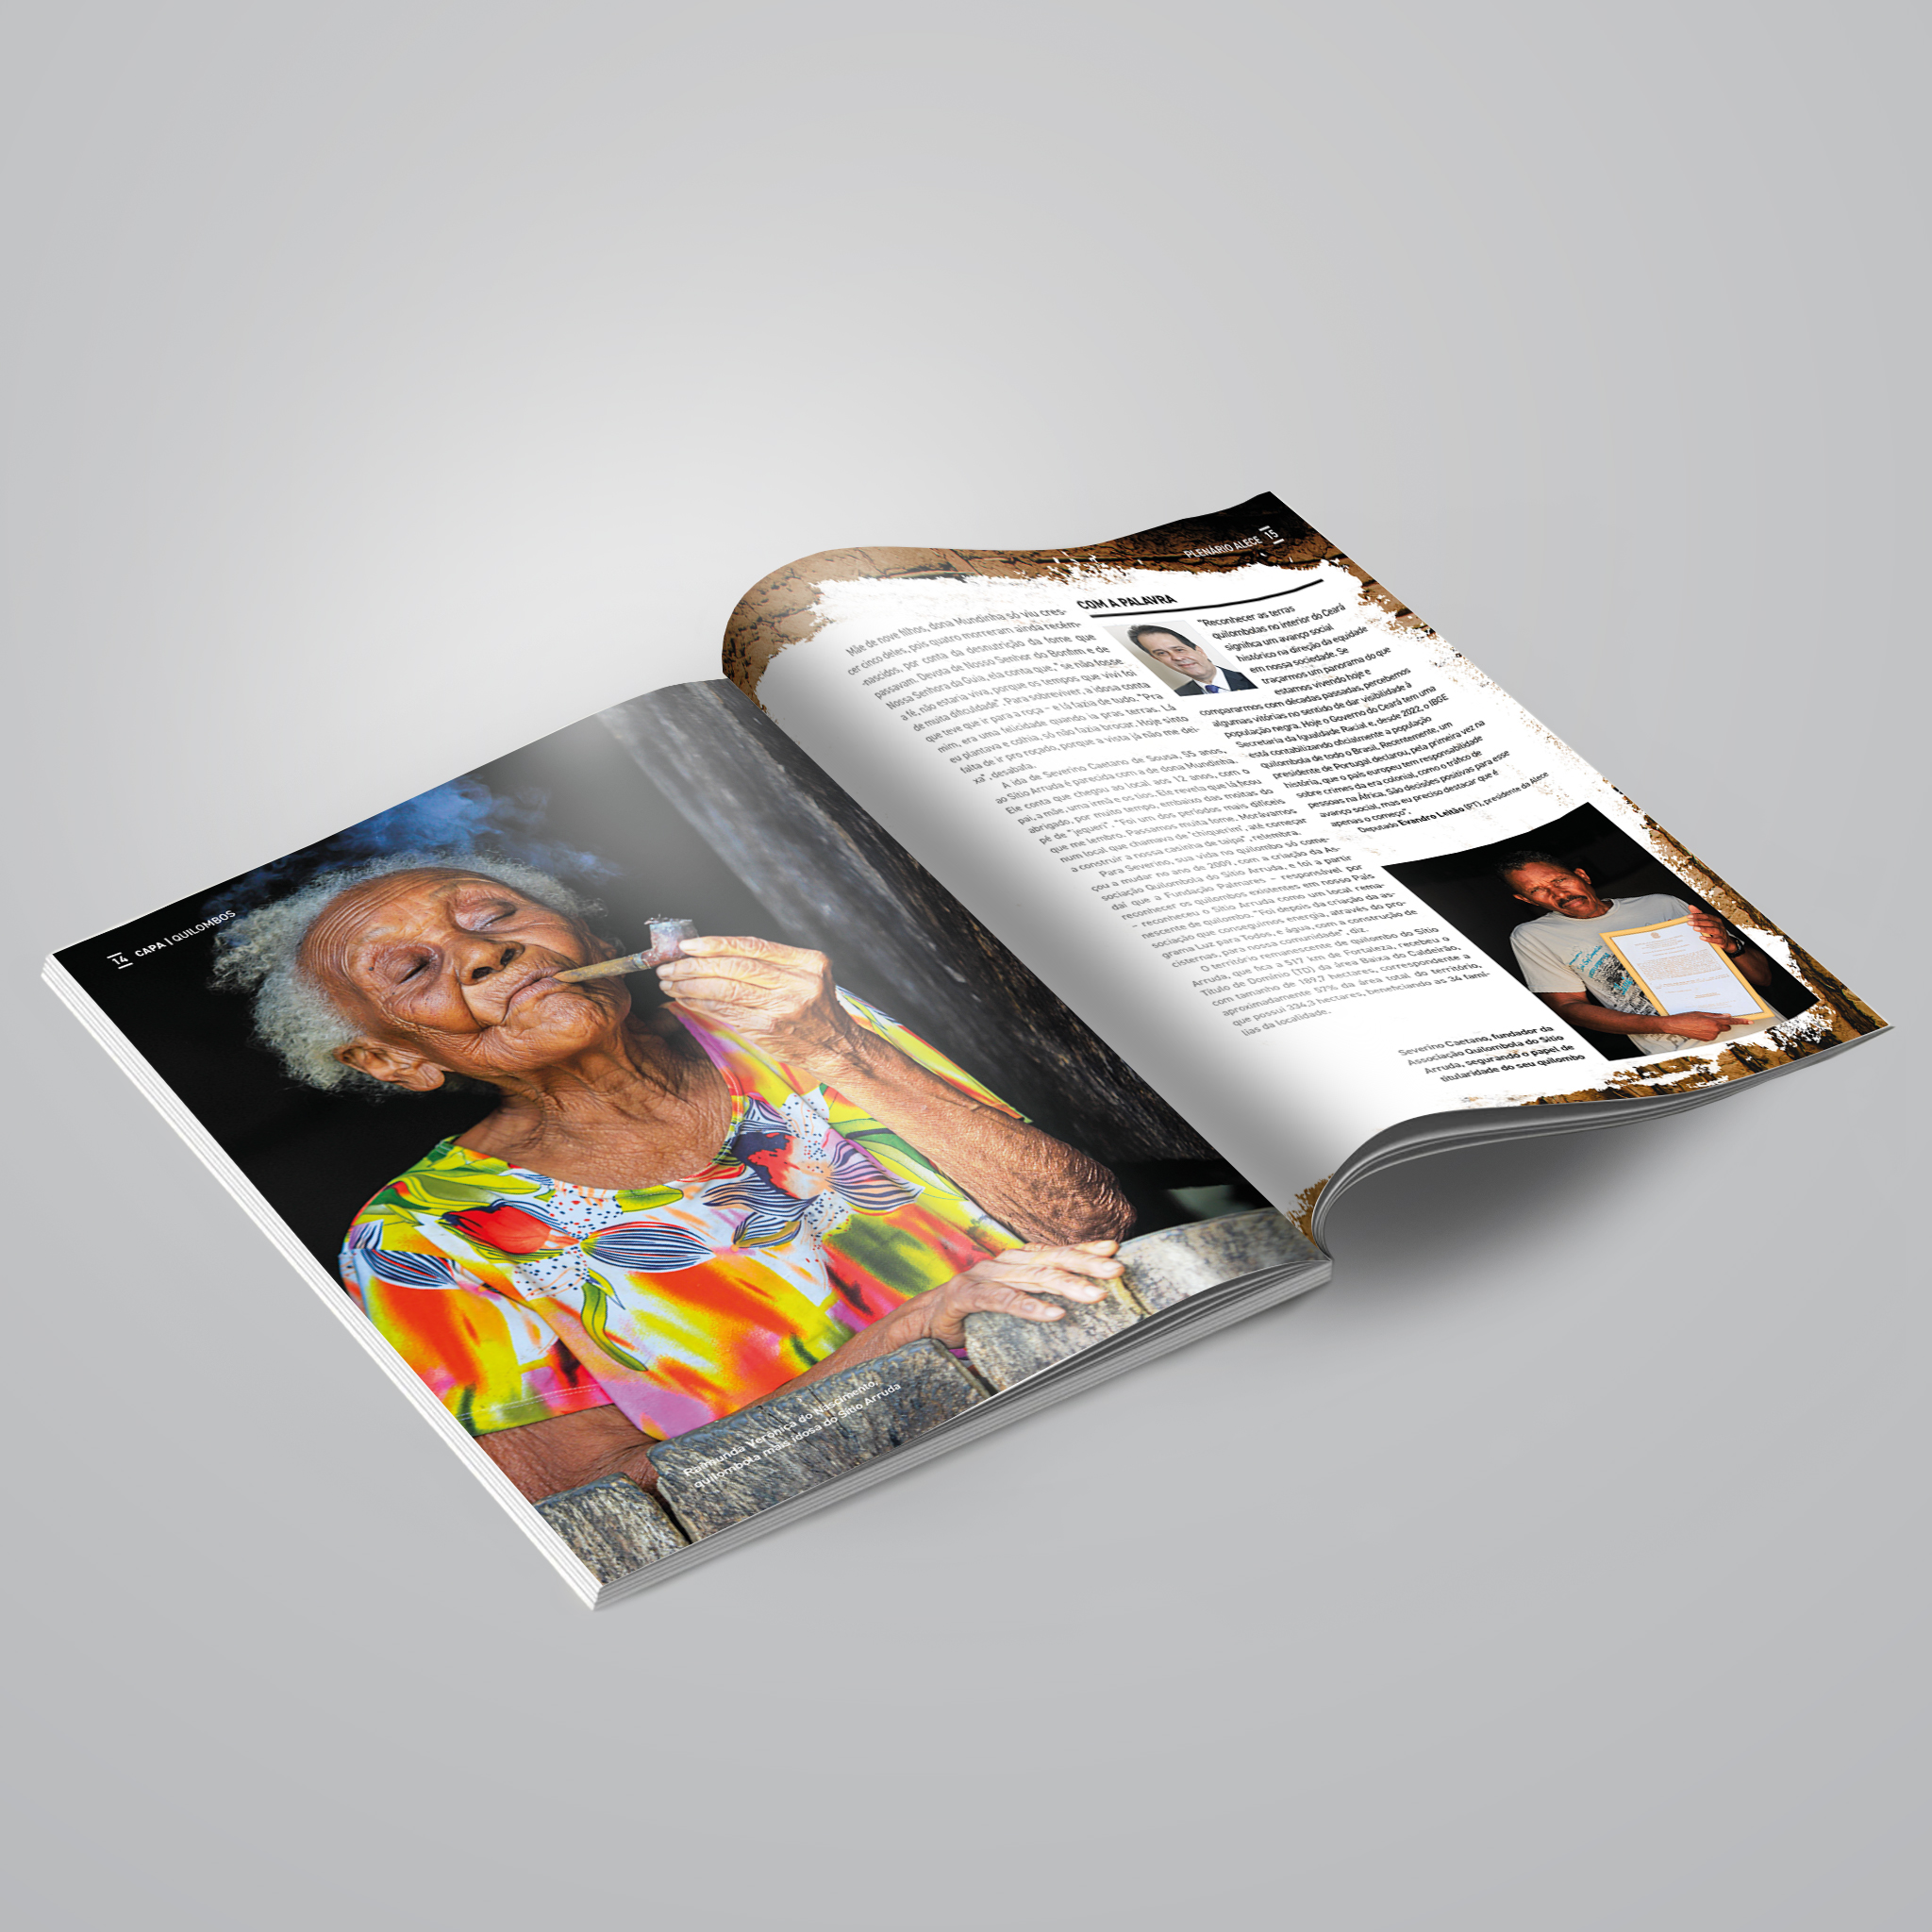 14 CAPA | QUILOMBOS
Raimunda Verônica do Nascimento,
quilombola mais idosa do Sítio Arruda
PLENÁRIO ALECE 15
Mãe de nove filhos, dona Mundinha só viu cres-
cer cinco deles, pois quatro morreram ainda recém-
-nascidos, por conta da desnutrição da fome que
passavam. Devota de Nosso Senhor do Bonfim e de
Nossa Senhora da Guia, ela conta que, "se não fosse
a fé, não estaria viva, porque os tempos que vivi foi
de muita dificuldade". Para sobreviver, a idosa conta
que teve que ir para a roça – e lá fazia de tudo. "Pra
mim, era uma felicidade quando ia pras terras. Lá
eu plantava e colhia, só não fazia brocar. Hoje sinto
falta de ir pro roçado, porque a vista já não me dei-
xa", desabafa.
A ida de Severino Caetano de Sousa, 55 anos,
ao Sítio Arruda é parecida com a de dona Mundinha.
Ele conta que chegou ao local, aos 12 anos, com o
pai, a mãe, uma irmã e os tios. Ele revela que lá ficou
abrigado, por muito tempo, embaixo das moitas do
pé de "jequeri". "Foi um dos períodos mais difíceis
que me lembro. Passamos muita fome. Morávamos
num local que chamava de 'chiquerim', até começar
a construir a nossa casinha de taipa", relembra.
Para Severino, sua vida no quilombo só come-
çou a mudar no ano de 2009, com a criação da As-
sociação Quilombola do Sítio Arruda, e foi a partir
daí que a Fundação Palmares – responsável por
reconhecer os quilombos existentes em nosso País
– reconheceu o Sítio Arruda como um local rema-
nescente de quilombo. "Foi depois da criação da as-
sociação que conseguimos energia, através do pro-
grama Luz para Todos, e água, com a construção de
cisternas, para nossa comunidade", diz.
O território remanescente de quilombo do Sítio
Arruda, que fica a 517 km de Fortaleza, recebeu o
Título de Domínio (TD) da área Baixa do Caldeirão,
com tamanho de 189,7 hectares, correspondente a
aproximadamente 57% da área total do território,
que possui 334,3 hectares, beneficiando as 34 famí-
lias da localidade.
COM A PALAVRA
"Reconhecer as terras
quilombolas no interior do Ceará
significa um avanço social
histórico na direção da equidade
em nossa sociedade. Se
traçarmos um panorama do que
estamos vivendo hoje e
compararmos com décadas passadas, percebemos
algumas vitórias no sentido de dar visibilidade à
população negra. Hoje o Governo do Ceará tem uma
Secretaria da Igualdade Racial e, desde 2022, o IBGE
está contabilizando oficialmente a população
quilombola de todo o Brasil. Recentemente, um
presidente de Portugal declarou, pela primeira vez na
história, que o país europeu tem responsabilidade
sobre crimes da era colonial, como o tráfico de
pessoas na África. São decisões positivas para esse
avanço social, mas eu preciso destacar que é
apenas o começo".
Deputado Evandro Leitão (PT), presidente da Alece
Severino Caetano, fundador da
Associação Quilombola do Sítio
Arruda, segurando o papel de
titularidade do seu quilombo